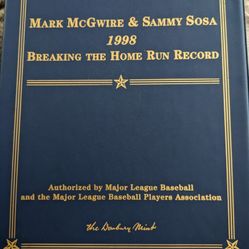 MARK MCGWIRE & SAMMY SOSA
1998
BREAKING THE HOME RUN RECORD
Authorized by Major League Baseball
and the Major League Baseball Players Association
the Danbury Mint